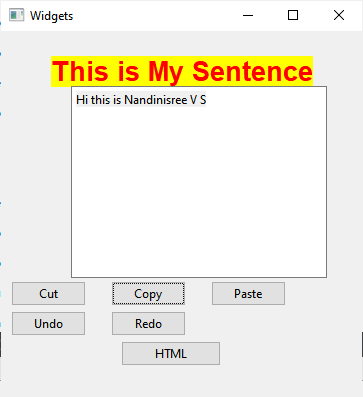 Widgets
This is My Sentence
Hi this is Nandinisree V S
Cut Copy Paste
Undo Redo
HTML